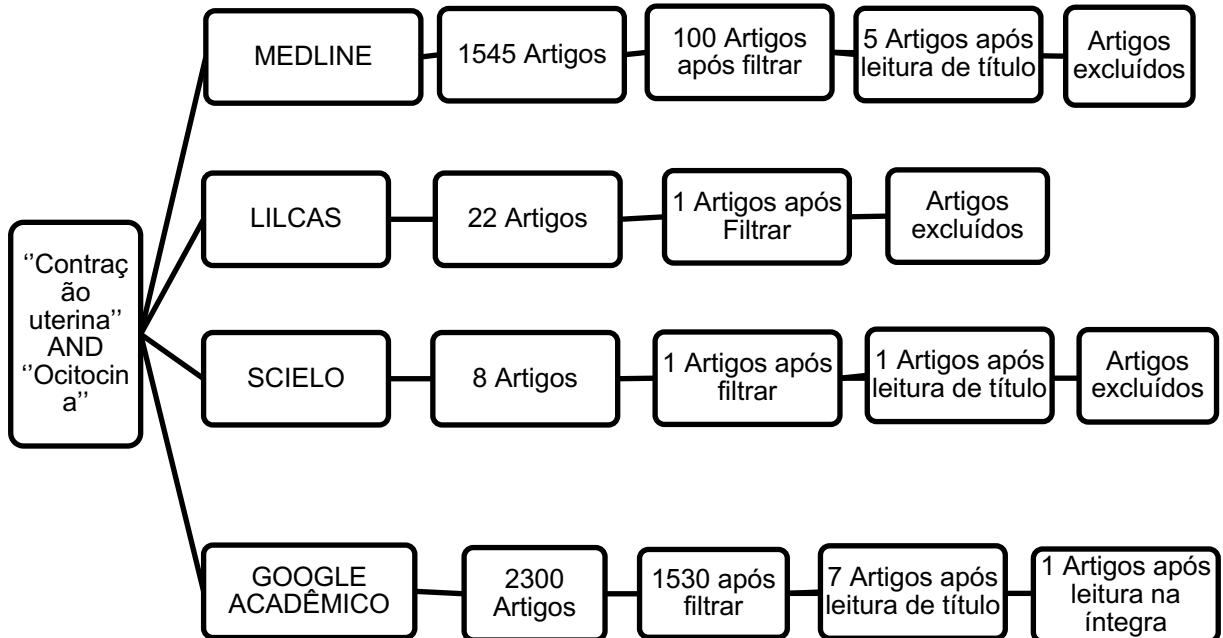 ‘’Contraç
ão
uterina’’
AND
‘’Ocitocin
a’’
MEDLINE
1545 Artigos
100 Artigos
após filtrar
5 Artigos após
leitura de título
Artigos
excluídos
LILCAS
22 Artigos
1 Artigos após
Filtrar
Artigos
excluídos
SCIELO
8 Artigos
1 Artigos após
filtrar
1 Artigos após
leitura de título
Artigos
excluídos
GOOGLE
ACADÊMICO
2300
Artigos
1530 após
filtrar
7 Artigos após
leitura de título
1 Artigos após
leitura na
íntegra